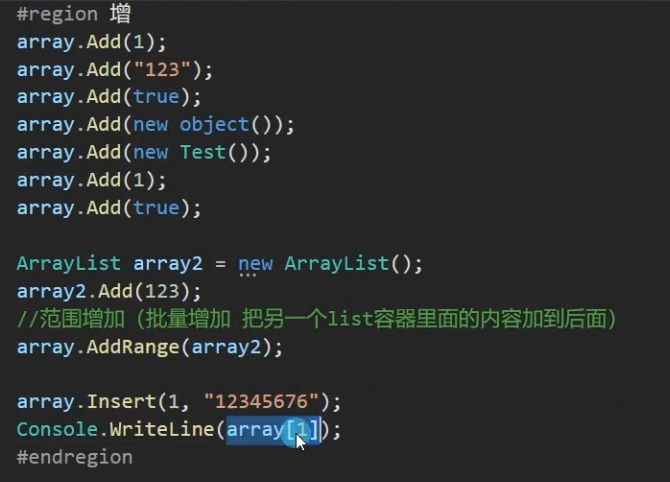 #region 增
array.Add(1);
array.Add("123");
array.Add(true);
array.Add(new object());
array.Add(new Test());
array.Add(1);
array.Add(true);
ArrayList array2 = new ArrayList();
array2.Add(123);
//范围增加（批量增加 把另一个list容器里面的内容加到后面）
array.AddRange(array2);
array.Insert(1, "12345676");
Console.WriteLine(array[1]);
#endregion